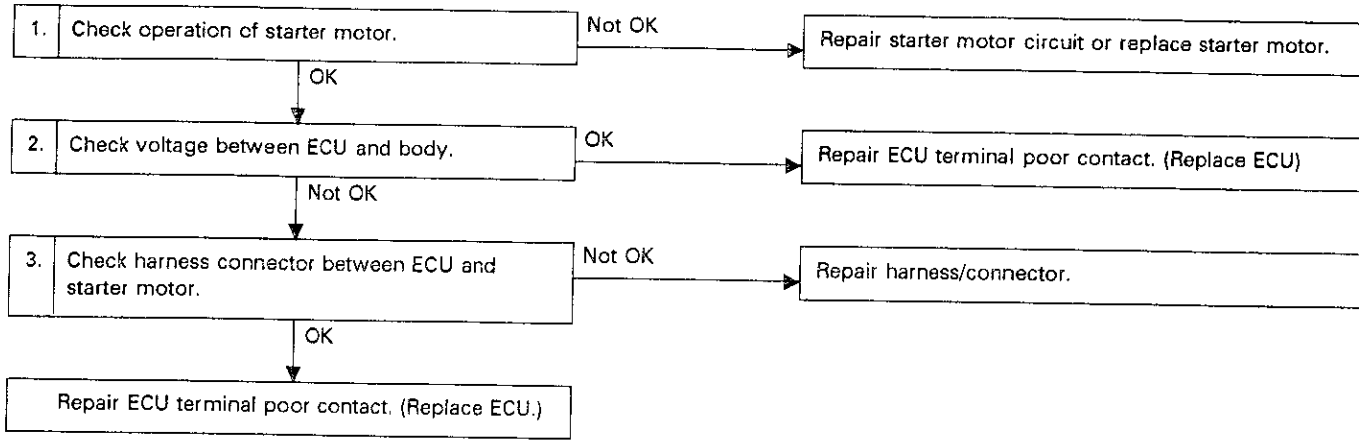 1. Check operation of starter motor.
Not OK
Repair starter motor circuit or replace starter motor.
OK
2. Check voltage between ECU and body.
OK
Repair ECU terminal poor contact. (Replace ECU)
Not OK
3. Check harness connector between ECU and
starter motor.
Not OK
Repair harness/connector.
OK
Repair ECU terminal poor contact. (Replace ECU.)